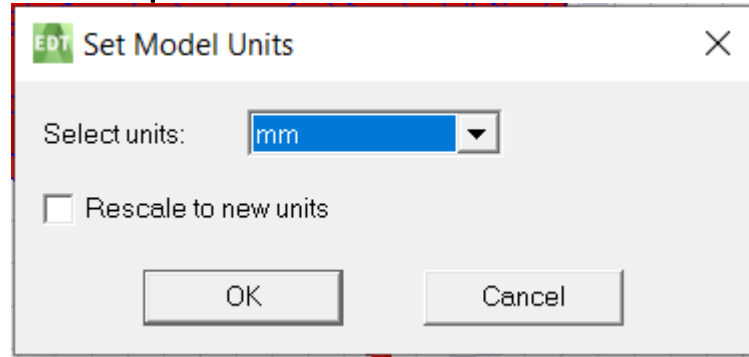 EDT Set Model Units
Select units: mm
Rescale to new units
OK Cancel